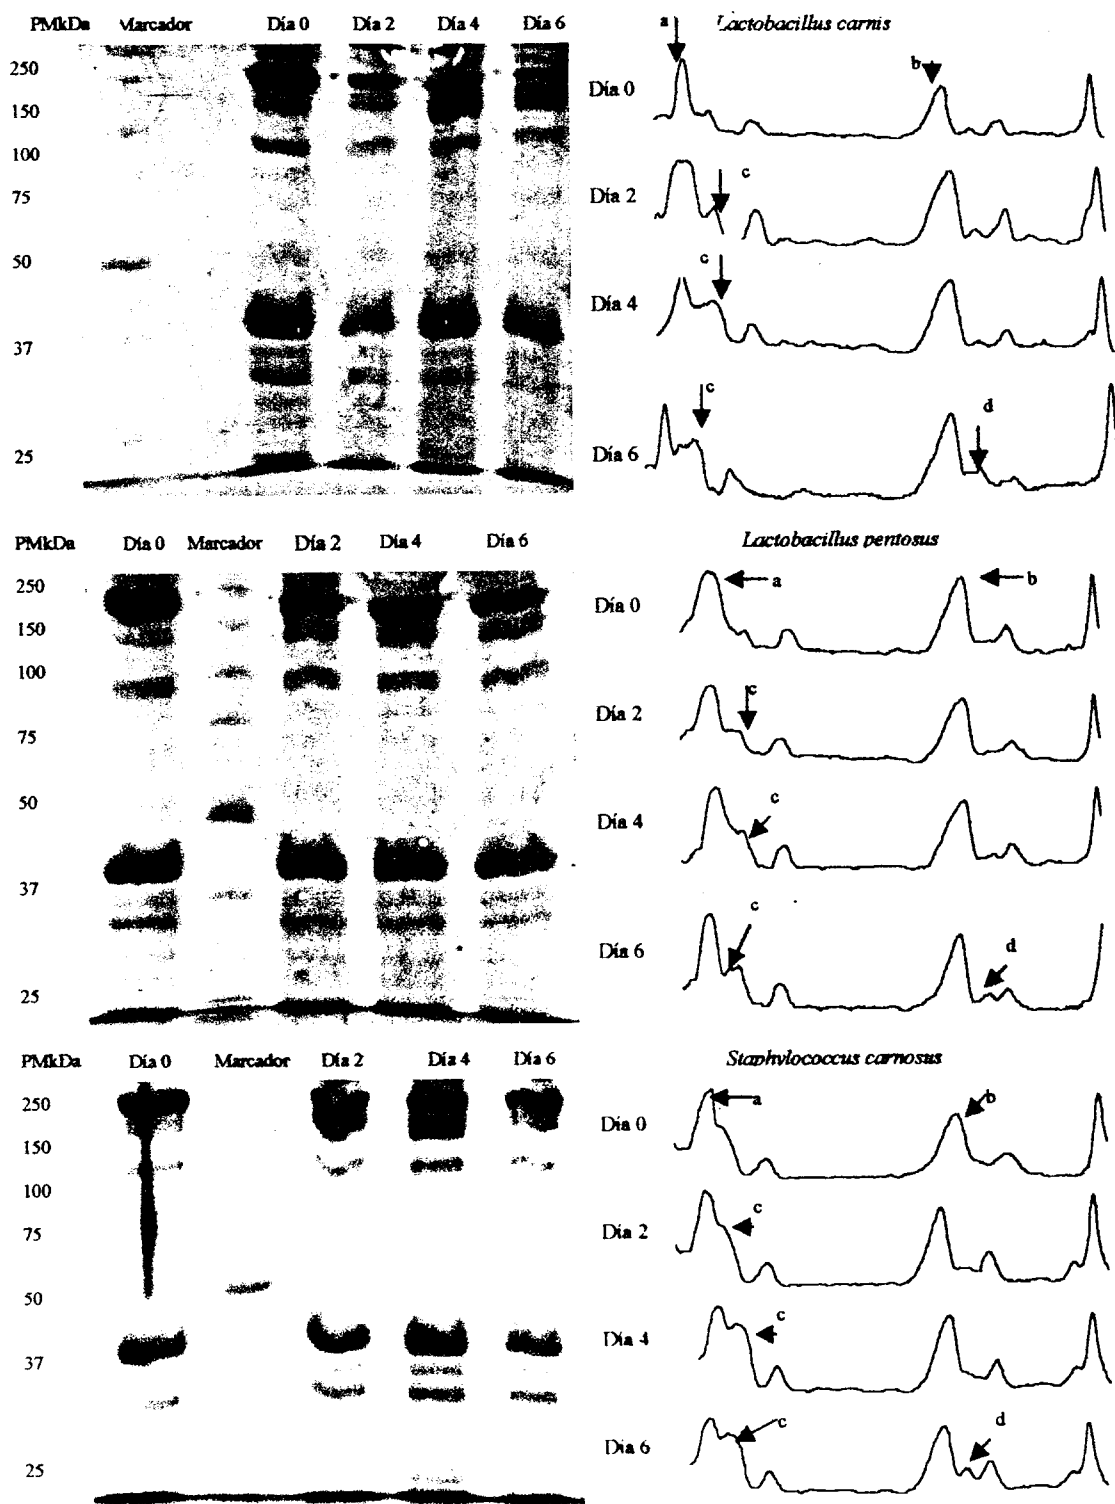 PMkDa Marcador Día 0 Día 2 Día 4 Día 6
250
150
100
75
50
37
25
Lactobacillus carnis
a
b
Día 0
Día 2
c
Día 4
c
Día 6
c
d
PMkDa Día 0 Marcador Día 2 Día 4 Día 6
250
150
100
75
50
37
25
Lactobacillus pentosus
Día 0
a
b
Día 2
c
Día 4
c
Día 6
c
d
PMkDa Día 0 Marcador Día 2 Día 4 Día 6
250
150
100
75
50
37
25
Staphylococcus carnosus
Día 0
a
b
Día 2
c
Día 4
c
Día 6
c
d